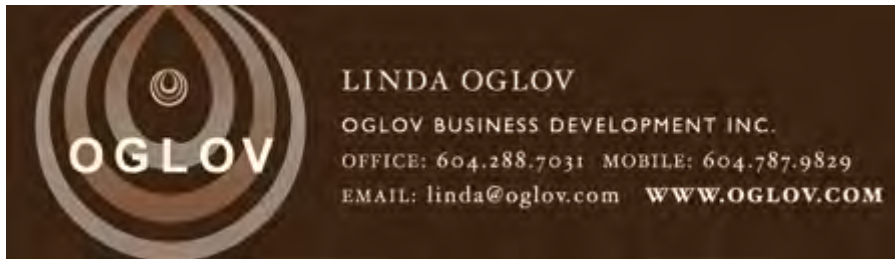 OGLOV
LINDA OGLOV
OGLOV BUSINESS DEVELOPMENT INC.
OFFICE: 604.288.7031 MOBILE: 604.787.9829
EMAIL: linda@oglov.com WWW.OGLOV.COM